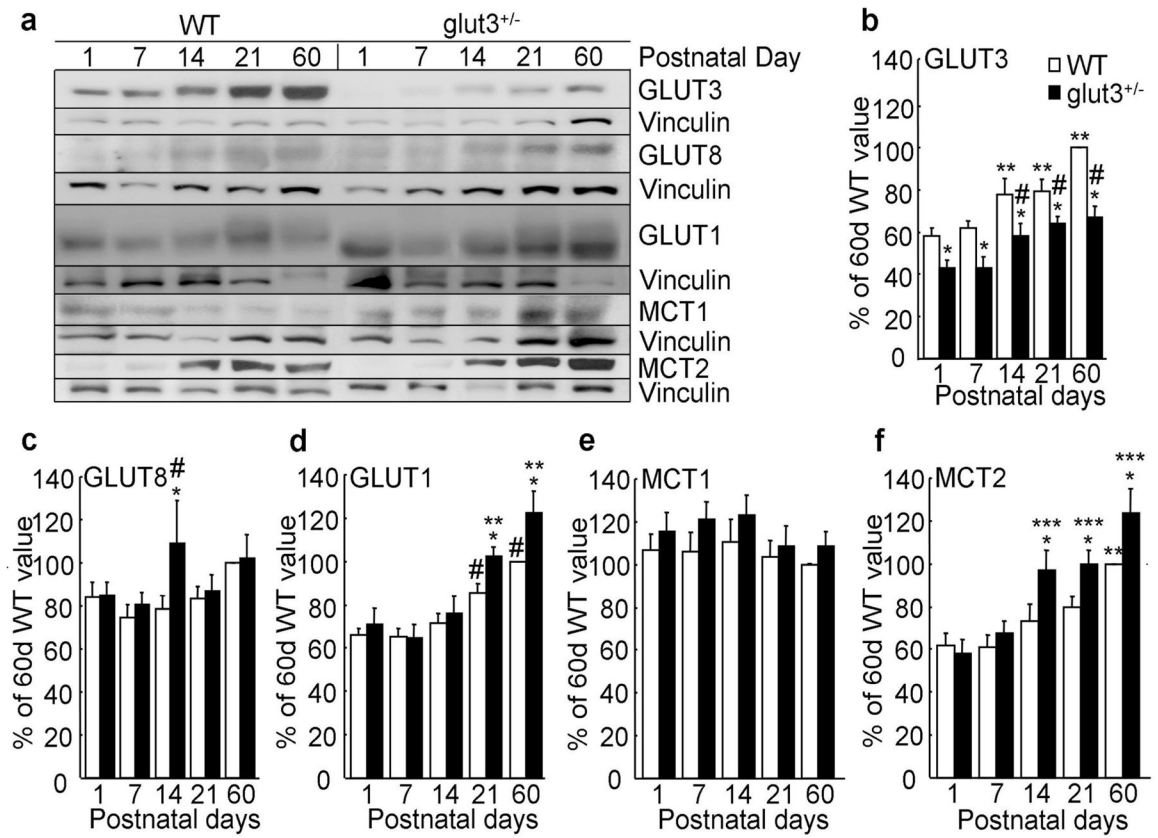 a
WT
glut3+/-
1 7 14 21 60 1 7 14 21 60 Postnatal Day
GLUT3
Vinculin
GLUT8
Vinculin
GLUT1
Vinculin
MCT1
Vinculin
MCT2
Vinculin
b
GLUT3
WT
glut3+/-
% of 60d WT value
140
120
100
80
60
40
20
0
* * ** # * ** # * ** # *
1 7 14 21 60
Postnatal days
c
GLUT8
% of 60d WT value
140
120
100
80
60
40
20
0
#
*
1 7 14 21 60
Postnatal days
d
GLUT1
% of 60d WT value
140
120
100
80
60
40
20
0
# ** * # ** *
1 7 14 21 60
Postnatal days
e
MCT1
% of 60d WT value
140
120
100
80
60
40
20
0
1 7 14 21 60
Postnatal days
f
MCT2
% of 60d WT value
140
120
100
80
60
40
20
0
*** * *** * ** *** *
1 7 14 21 60
Postnatal days